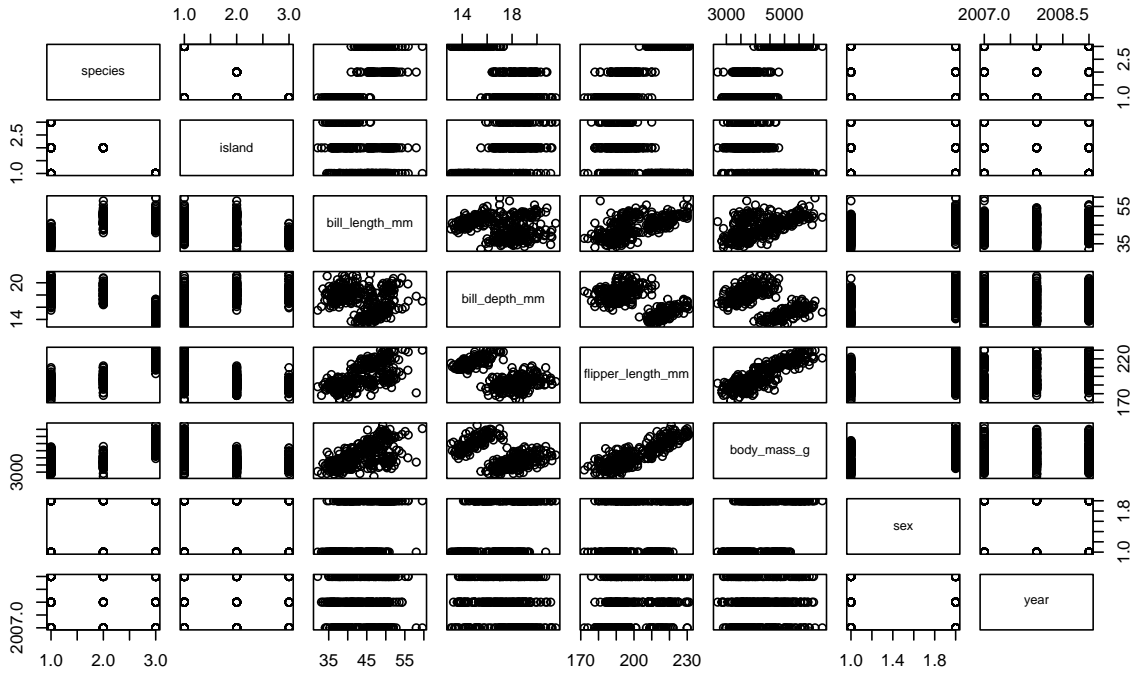 1.0 2.0 3.0 14 18 3000 5000 2007.0 2008.5
species 1.0 2.5
1.0 2.5 island
bill_length_mm 35 45 55
14 20 bill_depth_mm
flipper_length_mm 170 220
3000 body_mass_g
sex 1.0 1.8
2007.0 year
1.0 2.0 3.0 35 45 55 170 200 230 1.0 1.4 1.8